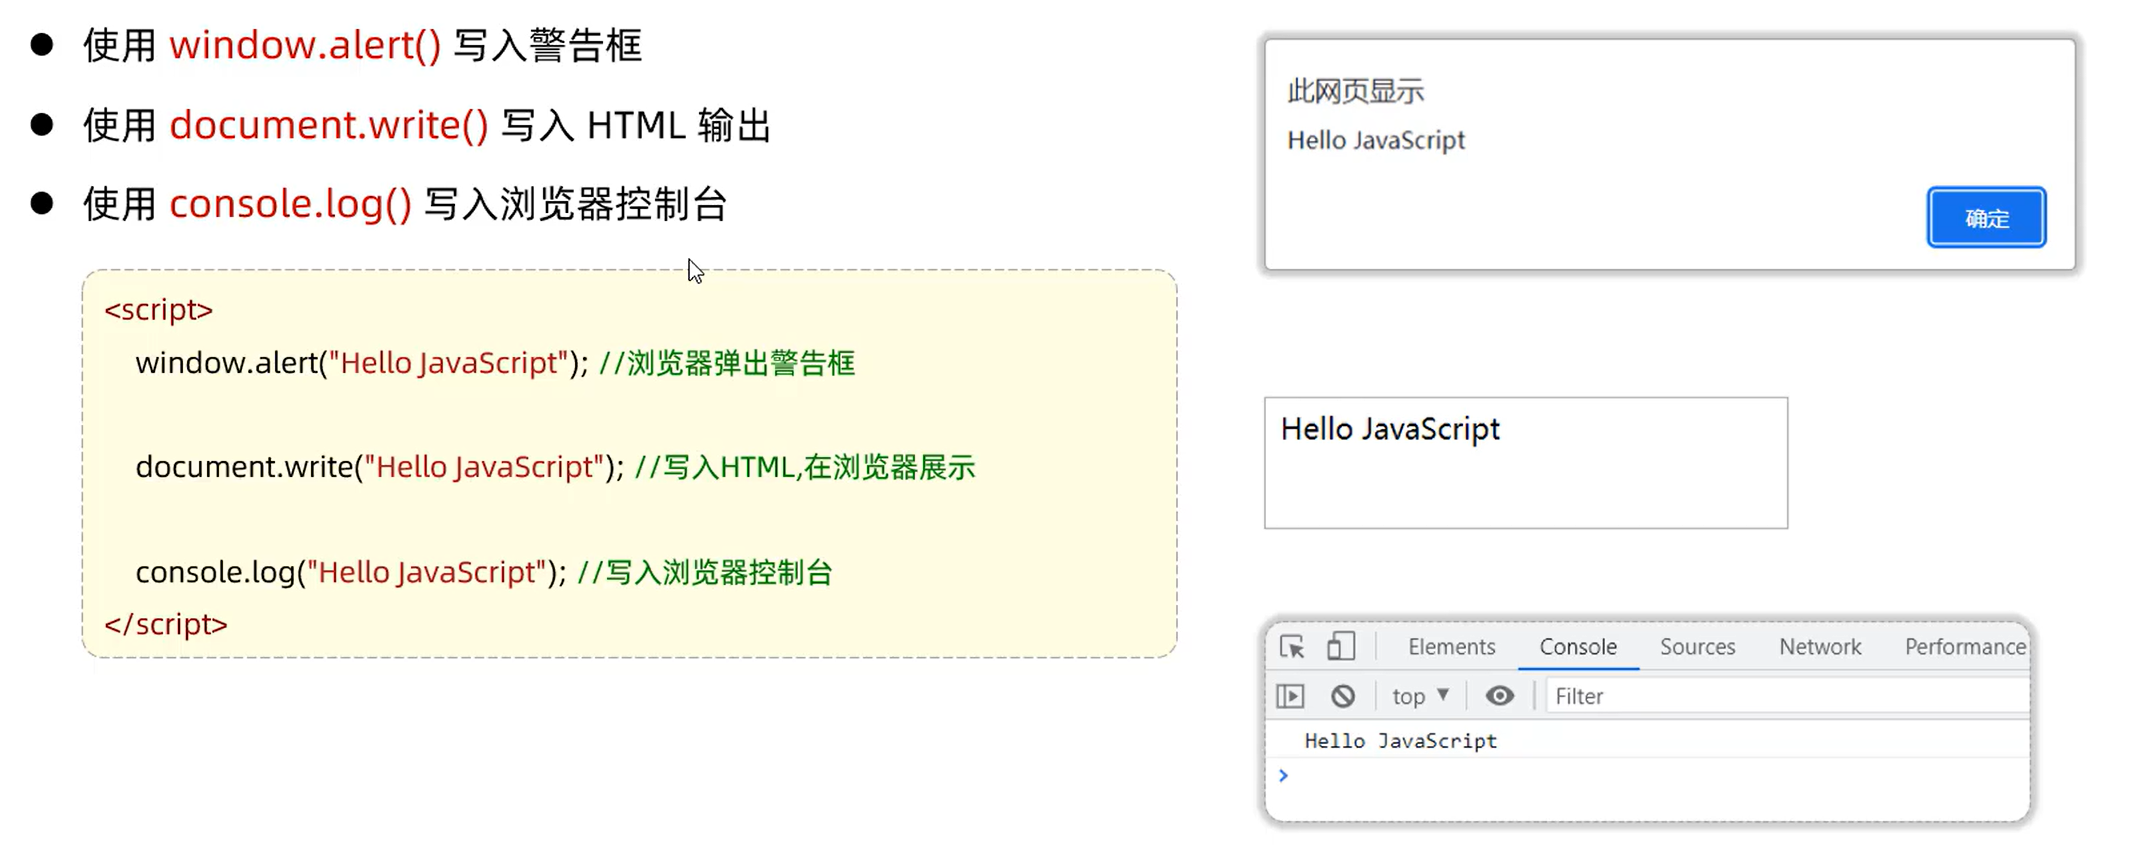 使用 window.alert() 写入警告框
使用 document.write() 写入 HTML 输出
使用 console.log() 写入浏览器控制台
<script>
window.alert("Hello JavaScript"); //浏览器弹出警告框
document.write("Hello JavaScript"); //写入HTML,在浏览器展示
console.log("Hello JavaScript"); //写入浏览器控制台
</script>
此网页显示
Hello JavaScript
确定
Hello JavaScript
Elements Console Sources Network Performance
top Filter
Hello JavaScript